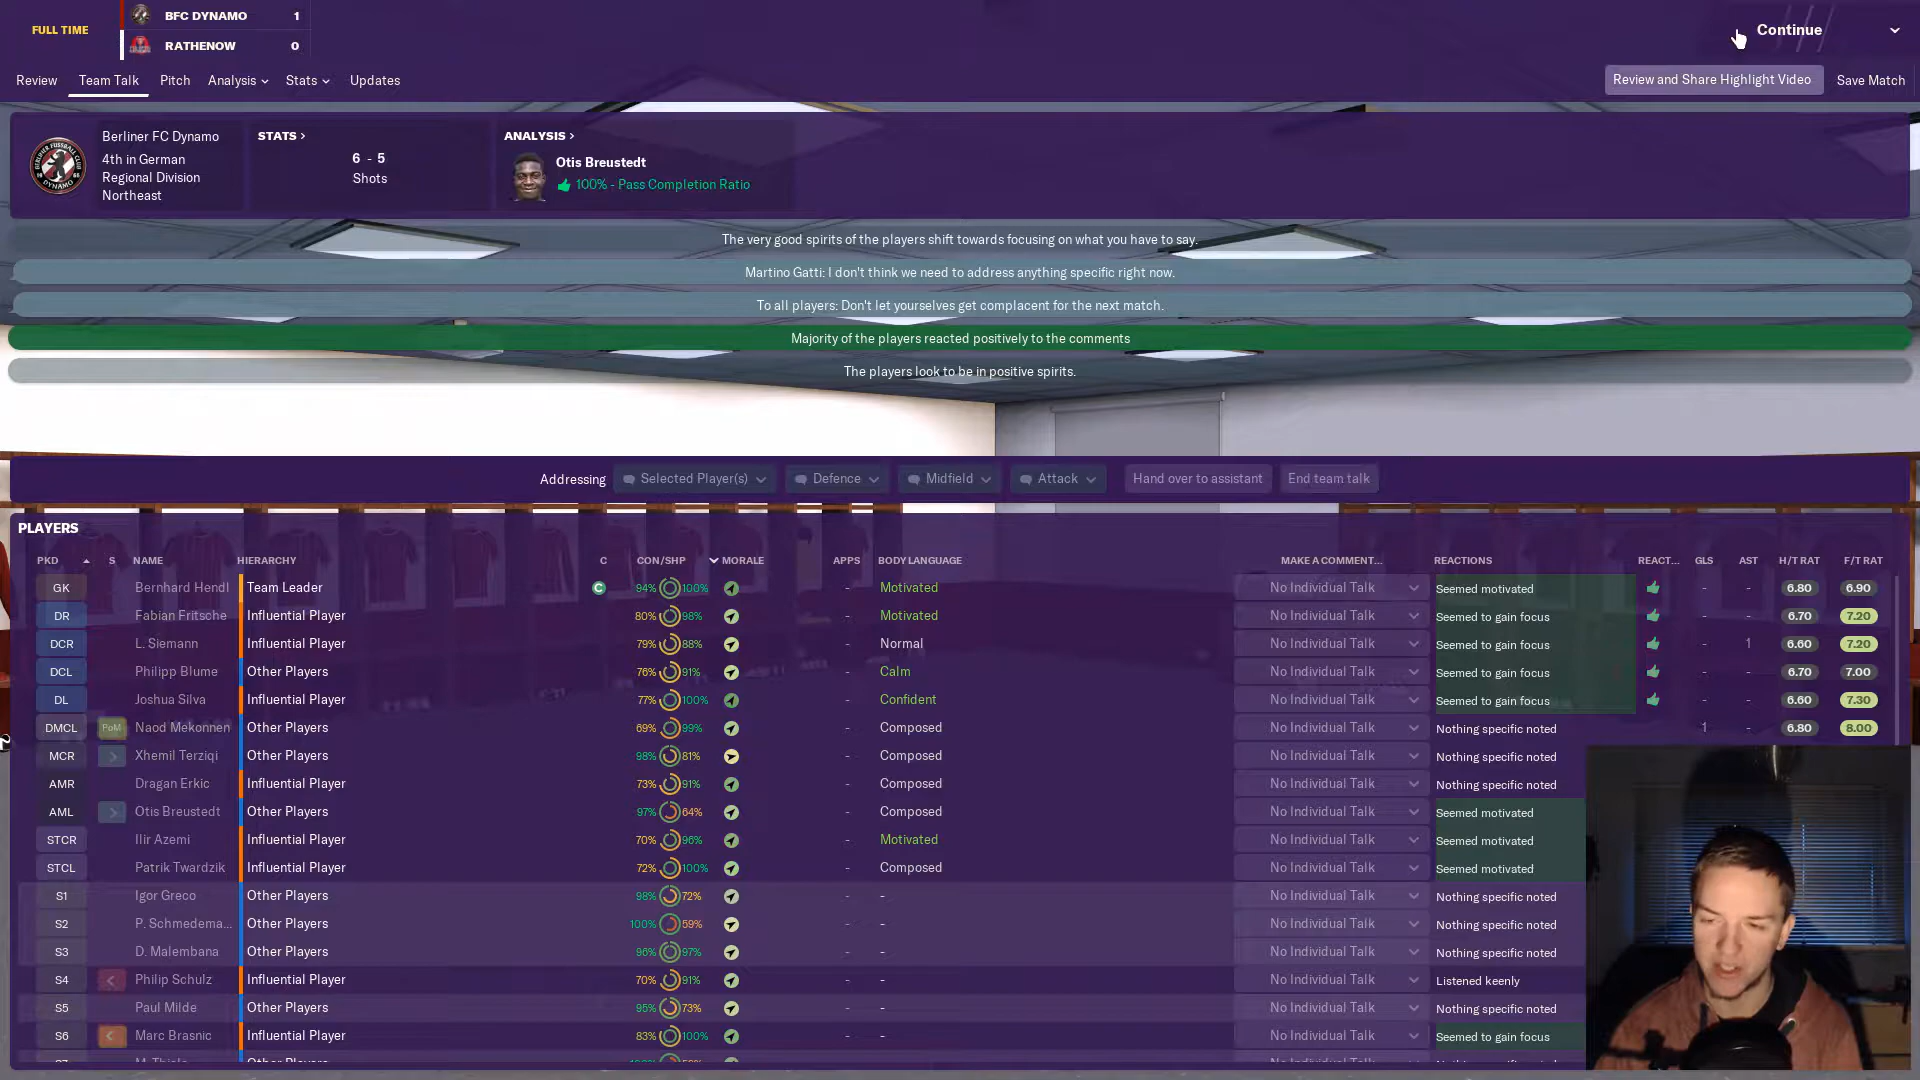 FULL TIME
BFC DYNAMO 1
RATHENOW 0
Continue
Review Team Talk Pitch Analysis Stats Updates
Review and Share Highlight Video Save Match
Berliner FC Dynamo
4th in German
Regional Division
Northeast
STATS >
6 - 5
Shots
ANALYSIS >
Otis Breustedt
100% - Pass Completion Ratio
The very good spirits of the players shift towards focusing on what you have to say.
Martino Gatti: I don't think we need to address anything specific right now.
To all players: Don't let yourselves get complacent for the next match.
Majority of the players reacted positively to the comments
The players look to be in positive spirits.
Addressing Selected Player(s) Defence Midfield Attack Hand over to assistant End team talk
PLAYERS
PKD S NAME HIERARCHY C CON/SHP MORALE APPS BODY LANGUAGE MAKE A COMMENT... REACTIONS REACT... GLS AST H/T RAT F/T RAT
GK Bernhard Hendl Team Leader C 94% 100% - Motivated No Individual Talk Seemed motivated - - 6.80 6.90
DR Fabian Fritsche Influential Player 80% 98% - Motivated No Individual Talk Seemed to gain focus - - 6.70 7.20
DCR L. Siemann Influential Player 79% 88% - Normal No Individual Talk Seemed to gain focus - 1 6.60 7.20
DCL Philipp Blume Other Players 76% 91% - Calm No Individual Talk Seemed to gain focus - - 6.70 7.00
DL Joshua Silva Influential Player 77% 100% - Confident No Individual Talk Seemed to gain focus - - 6.60 7.30
DMCL PoM Naod Mekonnen Other Players 69% 99% - Composed No Individual Talk Nothing specific noted 1 - 6.80 8.00
MCR Xhemil Terziqi Other Players 98% 81% - Composed No Individual Talk Nothing specific noted
AMR Dragan Erkic Influential Player 73% 91% - Composed No Individual Talk Nothing specific noted
AML Otis Breustedt Other Players 97% 64% - Composed No Individual Talk Seemed motivated
STCR Ilir Azemi Influential Player 70% 96% - Motivated No Individual Talk Seemed motivated
STCL Patrik Twardzik Influential Player 72% 100% - Composed No Individual Talk Seemed motivated
S1 Igor Greco Other Players 98% 72% - - No Individual Talk Nothing specific noted
S2 P. Schmedema... Other Players 100% 59% - - No Individual Talk Nothing specific noted
S3 D. Malembana Other Players 96% 97% - - No Individual Talk Nothing specific noted
S4 Philip Schulz Influential Player 70% 91% - - No Individual Talk Listened keenly
S5 Paul Milde Other Players 95% 73% - - No Individual Talk Nothing specific noted
S6 Marc Brasnic Influential Player 83% 100% - - No Individual Talk Seemed to gain focus